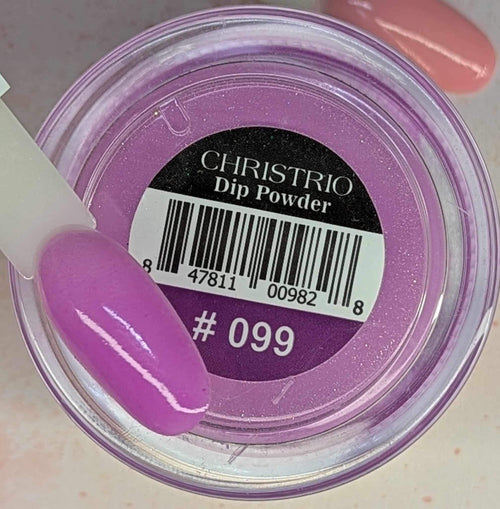 CHRISTRIO
Dip Powder
8 47811 00982 8
# 099